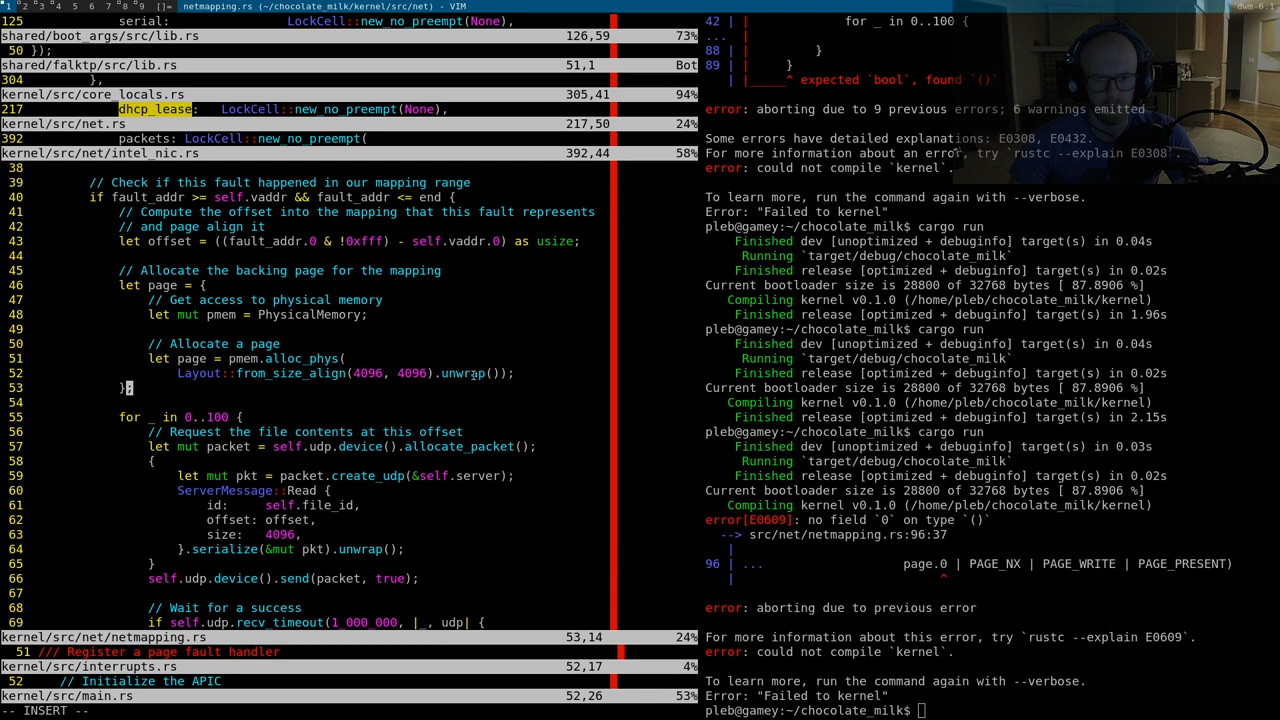 1 2 3 4 5 6 7 8 9 []= netmapping.rs (~/chocolate_milk/kernel/src/net) - VIM
dwm-6.1
125 serial: LockCell::new_no_preempt(None),
shared/boot_args/src/lib.rs 126,59 73%
50 });
shared/falktp/src/lib.rs 51,1 Bot
304 },
kernel/src/core_locals.rs 305,41 94%
217 dhcp_lease: LockCell::new_no_preempt(None),
kernel/src/net.rs 217,50 24%
392 packets: LockCell::new_no_preempt(
kernel/src/net/intel_nic.rs 392,44 58%
38
39 // Check if this fault happened in our mapping range
40 if fault_addr >= self.vaddr && fault_addr <= end {
41 // Compute the offset into the mapping that this fault represents
42 // and page align it
43 let offset = ((fault_addr.0 & !0xfff) - self.vaddr.0) as usize;
44
45 // Allocate the backing page for the mapping
46 let page = {
47 // Get access to physical memory
48 let mut pmem = PhysicalMemory;
49
50 // Allocate a page
51 let page = pmem.alloc_phys(
52 Layout::from_size_align(4096, 4096).unwrap());
53 };
54
55 for _ in 0..100 {
56 // Request the file contents at this offset
57 let mut packet = self.udp.device().allocate_packet();
58 {
59 let mut pkt = packet.create_udp(&self.server);
60 ServerMessage::Read {
61 id: self.file_id,
62 offset: offset,
63 size: 4096,
64 }.serialize(&mut pkt).unwrap();
65 }
66 self.udp.device().send(packet, true);
67
68 // Wait for a success
69 if self.udp.recv_timeout(1_000_000, |_, udp| {
kernel/src/net/netmapping.rs 53,14 24%
51 /// Register a page fault handler
kernel/src/interrupts.rs 52,17 4%
52 // Initialize the APIC
kernel/src/main.rs 52,26 53%
-- INSERT --
42 | | for _ in 0..100 {
... |
88 | | }
89 | | }
| |_____^ expected `bool`, found `()`
error: aborting due to 9 previous errors; 6 warnings emitted
Some errors have detailed explanations: E0308, E0432.
For more information about an error, try `rustc --explain E0308`.
error: could not compile `kernel`.
To learn more, run the command again with --verbose.
Error: "Failed to kernel"
pleb@gamey:~/chocolate_milk$ cargo run
Finished dev [unoptimized + debuginfo] target(s) in 0.04s
Running `target/debug/chocolate_milk`
Finished release [optimized + debuginfo] target(s) in 0.02s
Current bootloader size is 28800 of 32768 bytes [ 87.8906 %]
Compiling kernel v0.1.0 (/home/pleb/chocolate_milk/kernel)
Finished release [optimized + debuginfo] target(s) in 1.96s
pleb@gamey:~/chocolate_milk$ cargo run
Finished dev [unoptimized + debuginfo] target(s) in 0.04s
Running `target/debug/chocolate_milk`
Finished release [optimized + debuginfo] target(s) in 0.02s
Current bootloader size is 28800 of 32768 bytes [ 87.8906 %]
Compiling kernel v0.1.0 (/home/pleb/chocolate_milk/kernel)
Finished release [optimized + debuginfo] target(s) in 2.15s
pleb@gamey:~/chocolate_milk$ cargo run
Finished dev [unoptimized + debuginfo] target(s) in 0.03s
Running `target/debug/chocolate_milk`
Finished release [optimized + debuginfo] target(s) in 0.02s
Current bootloader size is 28800 of 32768 bytes [ 87.8906 %]
Compiling kernel v0.1.0 (/home/pleb/chocolate_milk/kernel)
error[E0609]: no field `0` on type `()`
--> src/net/netmapping.rs:96:37
|
96 | ... page.0 | PAGE_NX | PAGE_WRITE | PAGE_PRESENT)
| ^
error: aborting due to previous error
For more information about this error, try `rustc --explain E0609`.
error: could not compile `kernel`.
To learn more, run the command again with --verbose.
Error: "Failed to kernel"
pleb@gamey:~/chocolate_milk$